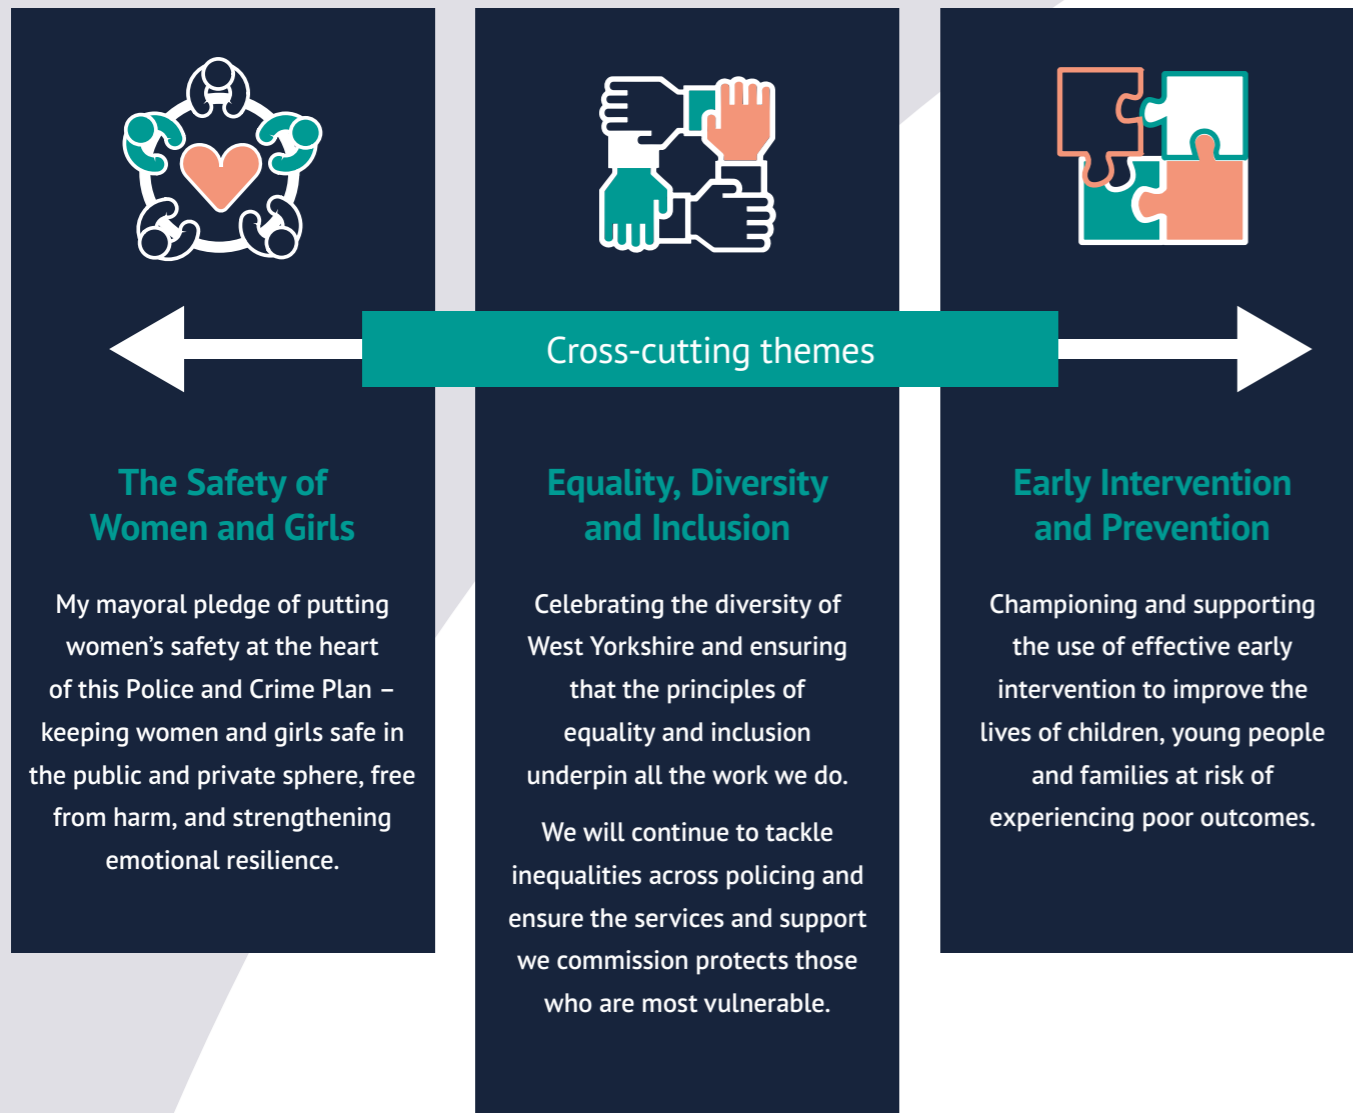 Cross-cutting themes
The Safety of
Women and Girls
My mayoral pledge of putting
women’s safety at the heart
of this Police and Crime Plan –
keeping women and girls safe in
the public and private sphere, free
from harm, and strengthening
emotional resilience.
Equality, Diversity
and Inclusion
Celebrating the diversity of
West Yorkshire and ensuring
that the principles of
equality and inclusion
underpin all the work we do.
We will continue to tackle
inequalities across policing and
ensure the services and support
we commission protects those
who are most vulnerable.
Early Intervention
and Prevention
Championing and supporting
the use of effective early
intervention to improve the
lives of children, young people
and families at risk of
experiencing poor outcomes.